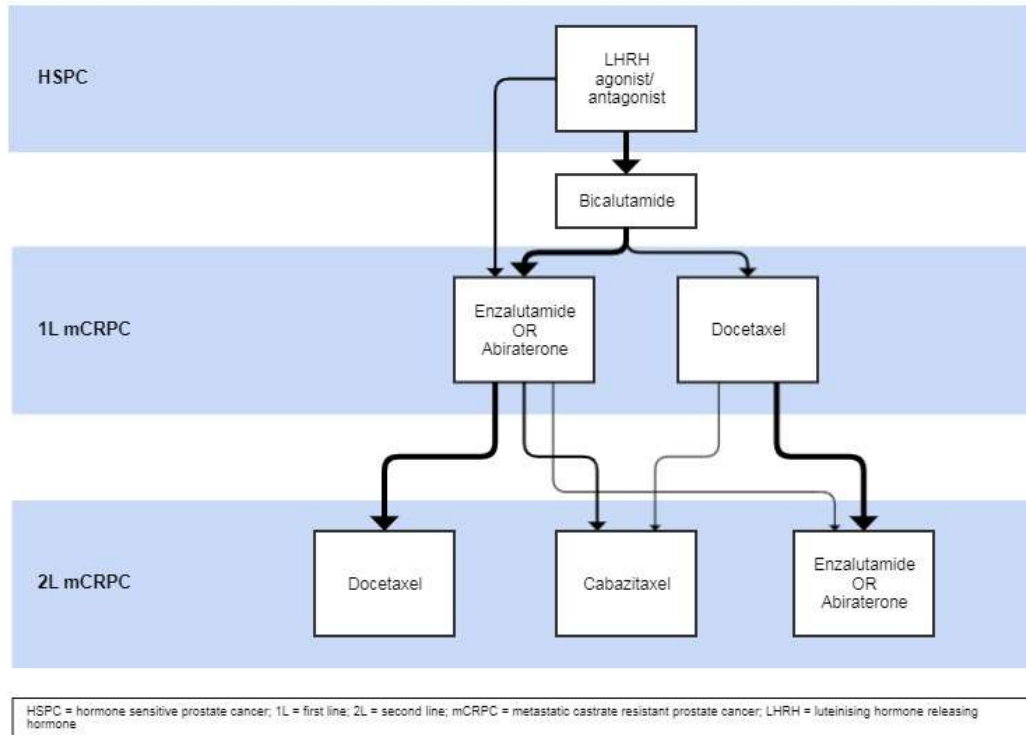 HSPC
LHRH
agonist/
antagonist
Bicalutamide
1L mCRPC
Enzalutamide
OR
Abiraterone
Docetaxel
2L mCRPC
Docetaxel
Cabazitaxel
Enzalutamide
OR
Abiraterone
HSPC = hormone sensitive prostate cancer; 1L = first line; 2L = second line; mCRPC = metastatic castrate resistant prostate cancer; LHRH = luteinising hormone releasing
hormone